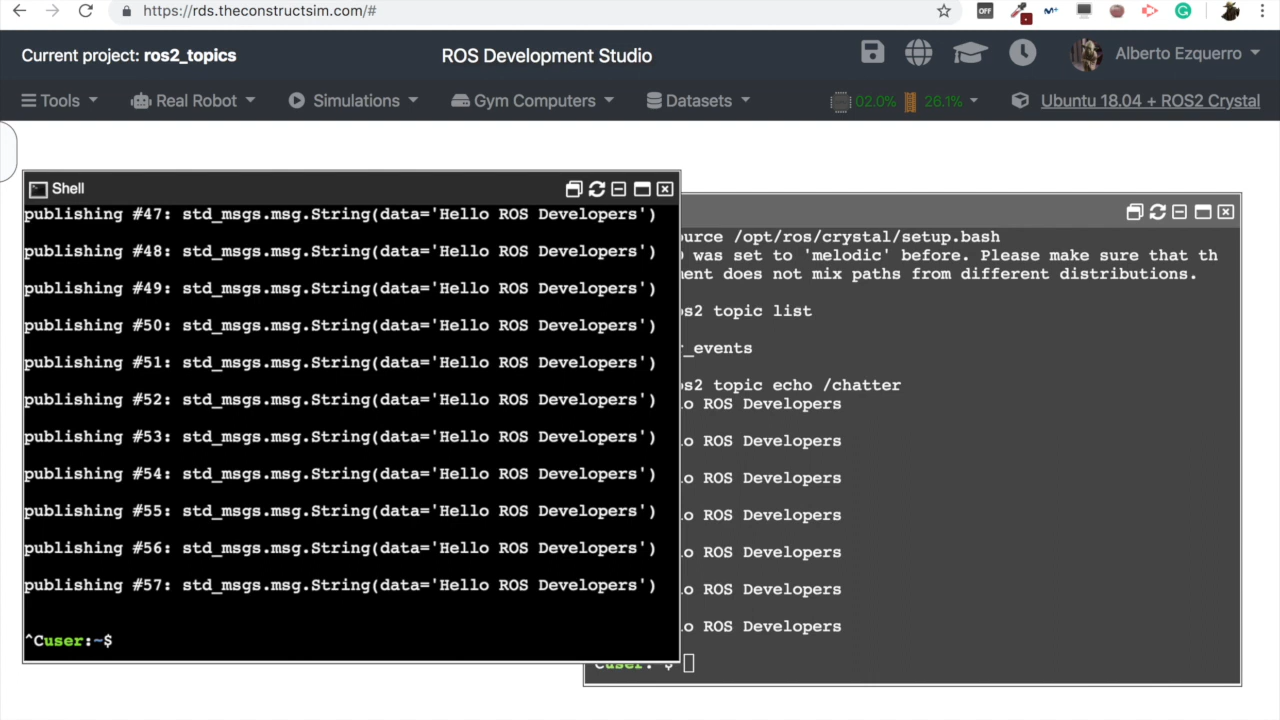 https://rds.theconstructsim.com/#
OFF
M+
Current project: ros2_topics
ROS Development Studio
Alberto Ezquerro
Tools
Real Robot
Simulations
Gym Computers
Datasets
02.0%
26.1%
Ubuntu 18.04 + ROS2 Crystal
Shell
publishing #47: std_msgs.msg.String(data='Hello ROS Developers')
publishing #48: std_msgs.msg.String(data='Hello ROS Developers')
publishing #49: std_msgs.msg.String(data='Hello ROS Developers')
publishing #50: std_msgs.msg.String(data='Hello ROS Developers')
publishing #51: std_msgs.msg.String(data='Hello ROS Developers')
publishing #52: std_msgs.msg.String(data='Hello ROS Developers')
publishing #53: std_msgs.msg.String(data='Hello ROS Developers')
publishing #54: std_msgs.msg.String(data='Hello ROS Developers')
publishing #55: std_msgs.msg.String(data='Hello ROS Developers')
publishing #56: std_msgs.msg.String(data='Hello ROS Developers')
publishing #57: std_msgs.msg.String(data='Hello ROS Developers')
^Cuser:~$
urce /opt/ros/crystal/setup.bash
was set to 'melodic' before. Please make sure that th
ment does not mix paths from different distributions.
s2 topic list
_events
s2 topic echo /chatter
o ROS Developers
o ROS Developers
o ROS Developers
o ROS Developers
o ROS Developers
o ROS Developers
o ROS Developers
$